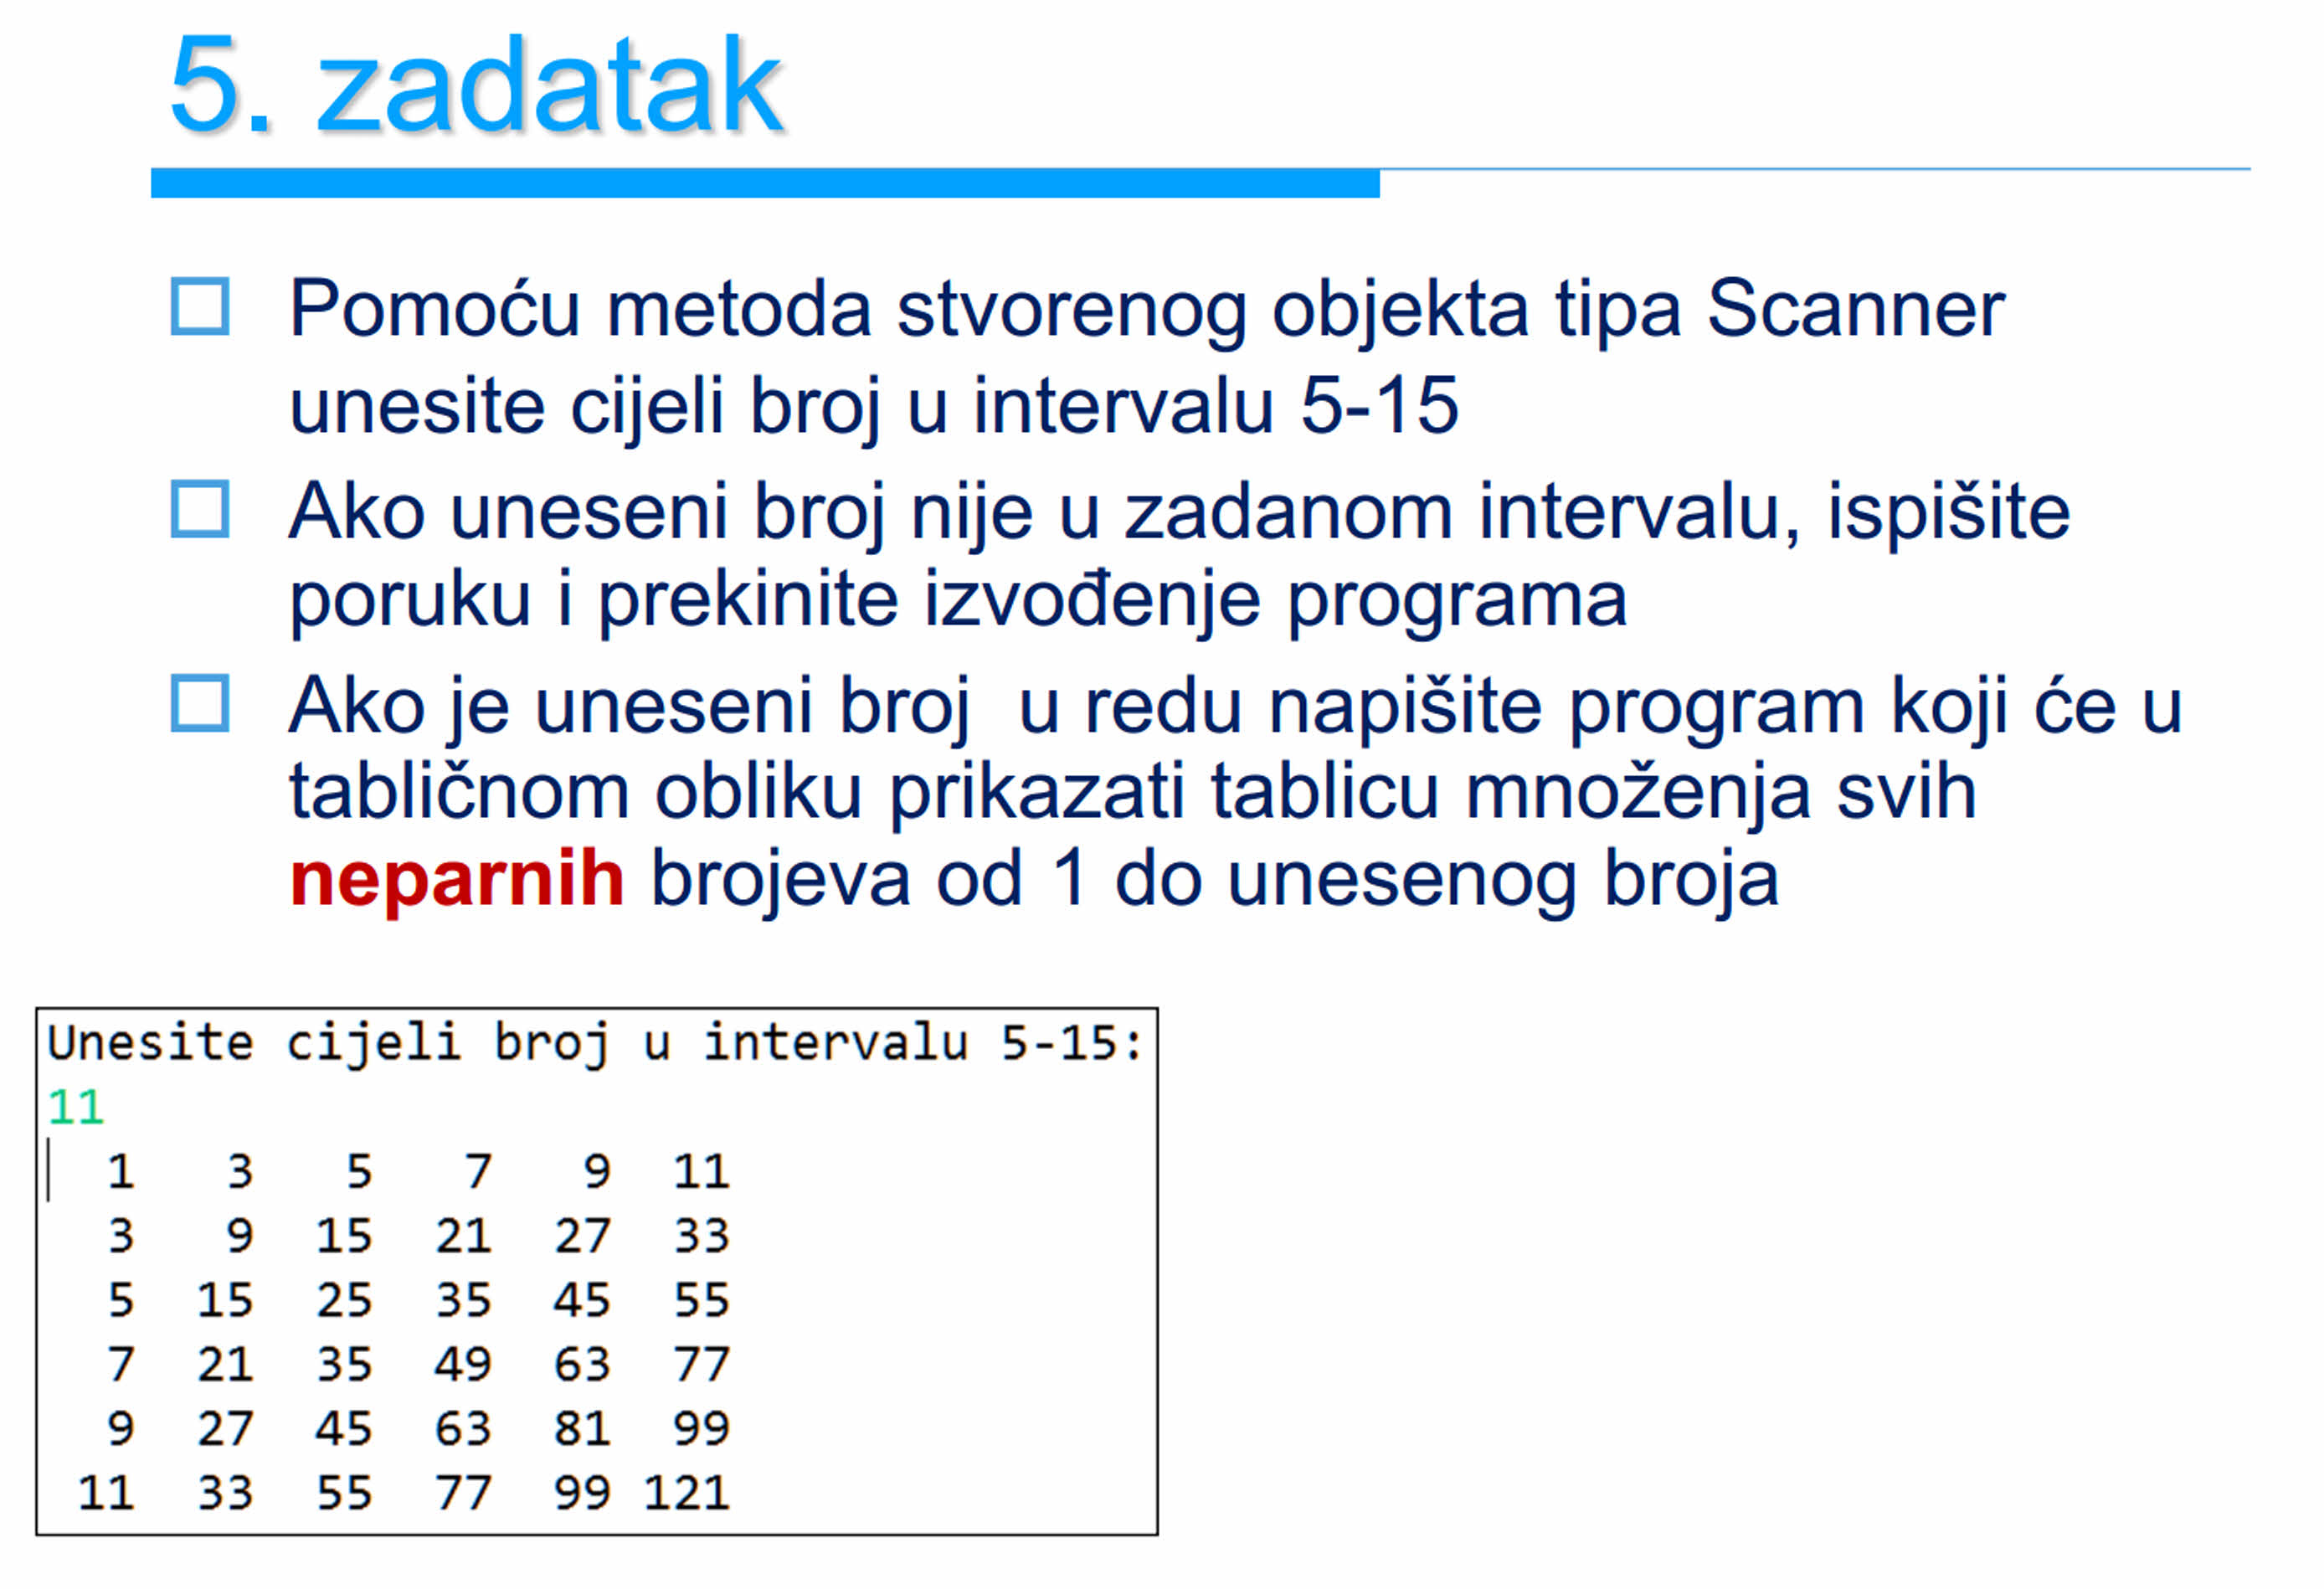 5. zadatak
Pomoću metoda stvorenog objekta tipa Scanner
unesite cijeli broj u intervalu 5-15
Ako uneseni broj nije u zadanom intervalu, ispišite
poruku i prekinite izvođenje programa
Ako je uneseni broj  u redu napišite program koji će u
tabličnom obliku prikazati tablicu množenja svih
neparnih brojeva od 1 do unesenog broja
Unesite cijeli broj u intervalu 5-15:
11
1 3 5 7 9 11
3 9 15 21 27 33
5 15 25 35 45 55
7 21 35 49 63 77
9 27 45 63 81 99
11 33 55 77 99 121